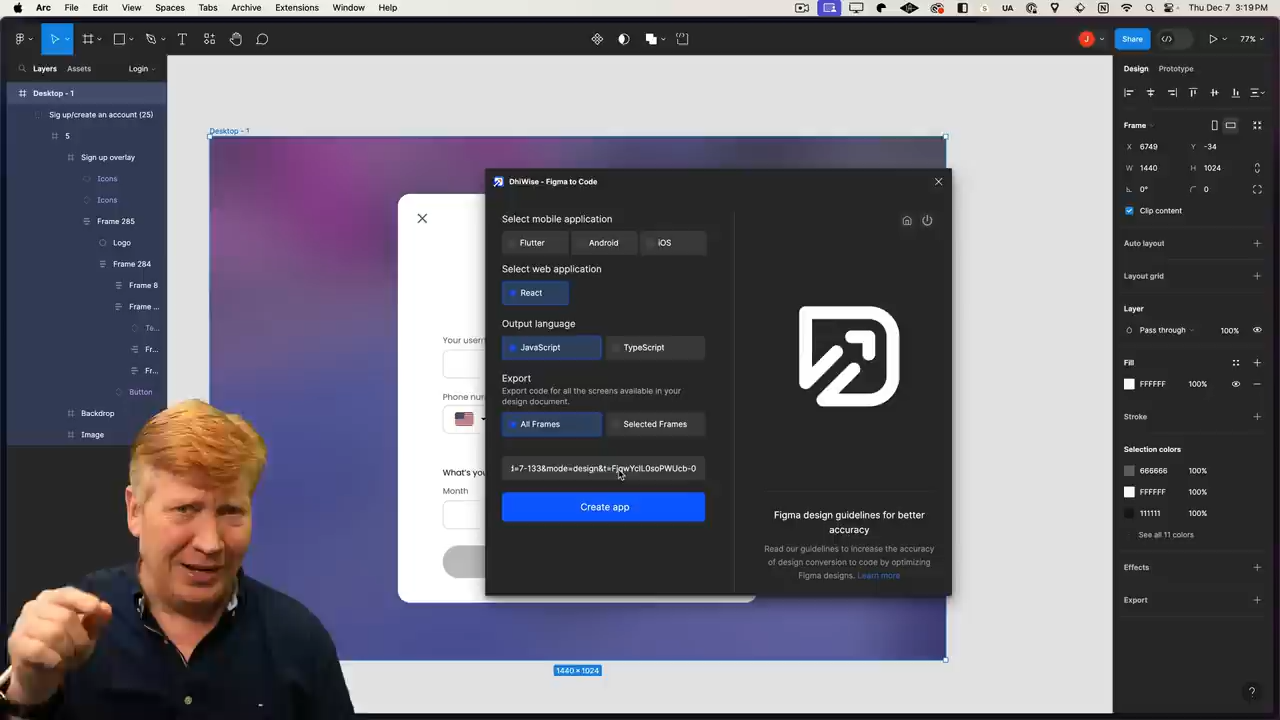 Arc File Edit View Spaces Tabs Archive Extensions Window Help
UA
Thu Dec 7 3:19 PM
J
Share
77%
Layers Assets Login
Design Prototype
Desktop - 1
Sig up/create an account (25)
5
Sign up overlay
Icons
Icons
Frame 285
Logo
Frame 284
Frame 8
Frame ...
Te...
Fr...
Fr...
Button
Backdrop
Image
Desktop - 1
Your usern
Phone num
What's you
Month
1440 × 1024
DhiWise - Figma to Code
Select mobile application
Flutter Android iOS
Select web application
React
Output language
JavaScript TypeScript
Export
Export code for all the screens available in your
design document.
All Frames Selected Frames
Create app
Figma design guidelines for better
accuracy
Read our guidelines to increase the accuracy
of design conversion to code by optimizing
Figma designs. Learn more
Frame
X 6749 Y -34
W 1440 H 1024
0° 0
Clip content
Auto layout
Layout grid
Layer
Pass through 100%
Fill
FFFFFF 100%
Stroke
Selection colors
666666 100%
FFFFFF 100%
111111 100%
See all 11 colors
Effects
Export
?